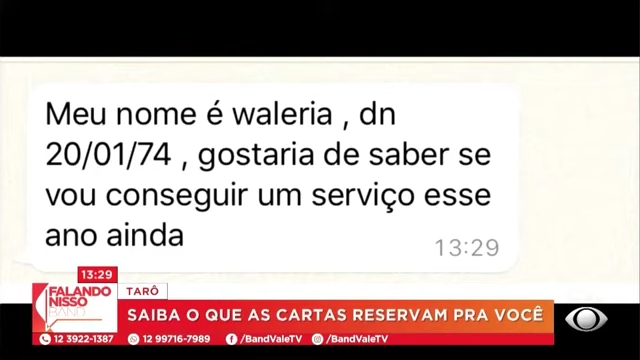 Meu nome é waleria , dn
20/01/74 , gostaria de saber se
vou conseguir um serviço esse
ano ainda
13:29
13:29
FALANDO
NISSO
BAND
TARÔ
SAIBA O QUE AS CARTAS RESERVAM PRA VOCÊ
12 3922-1387 12 99716-7989 /BandValeTV @BandValeTV